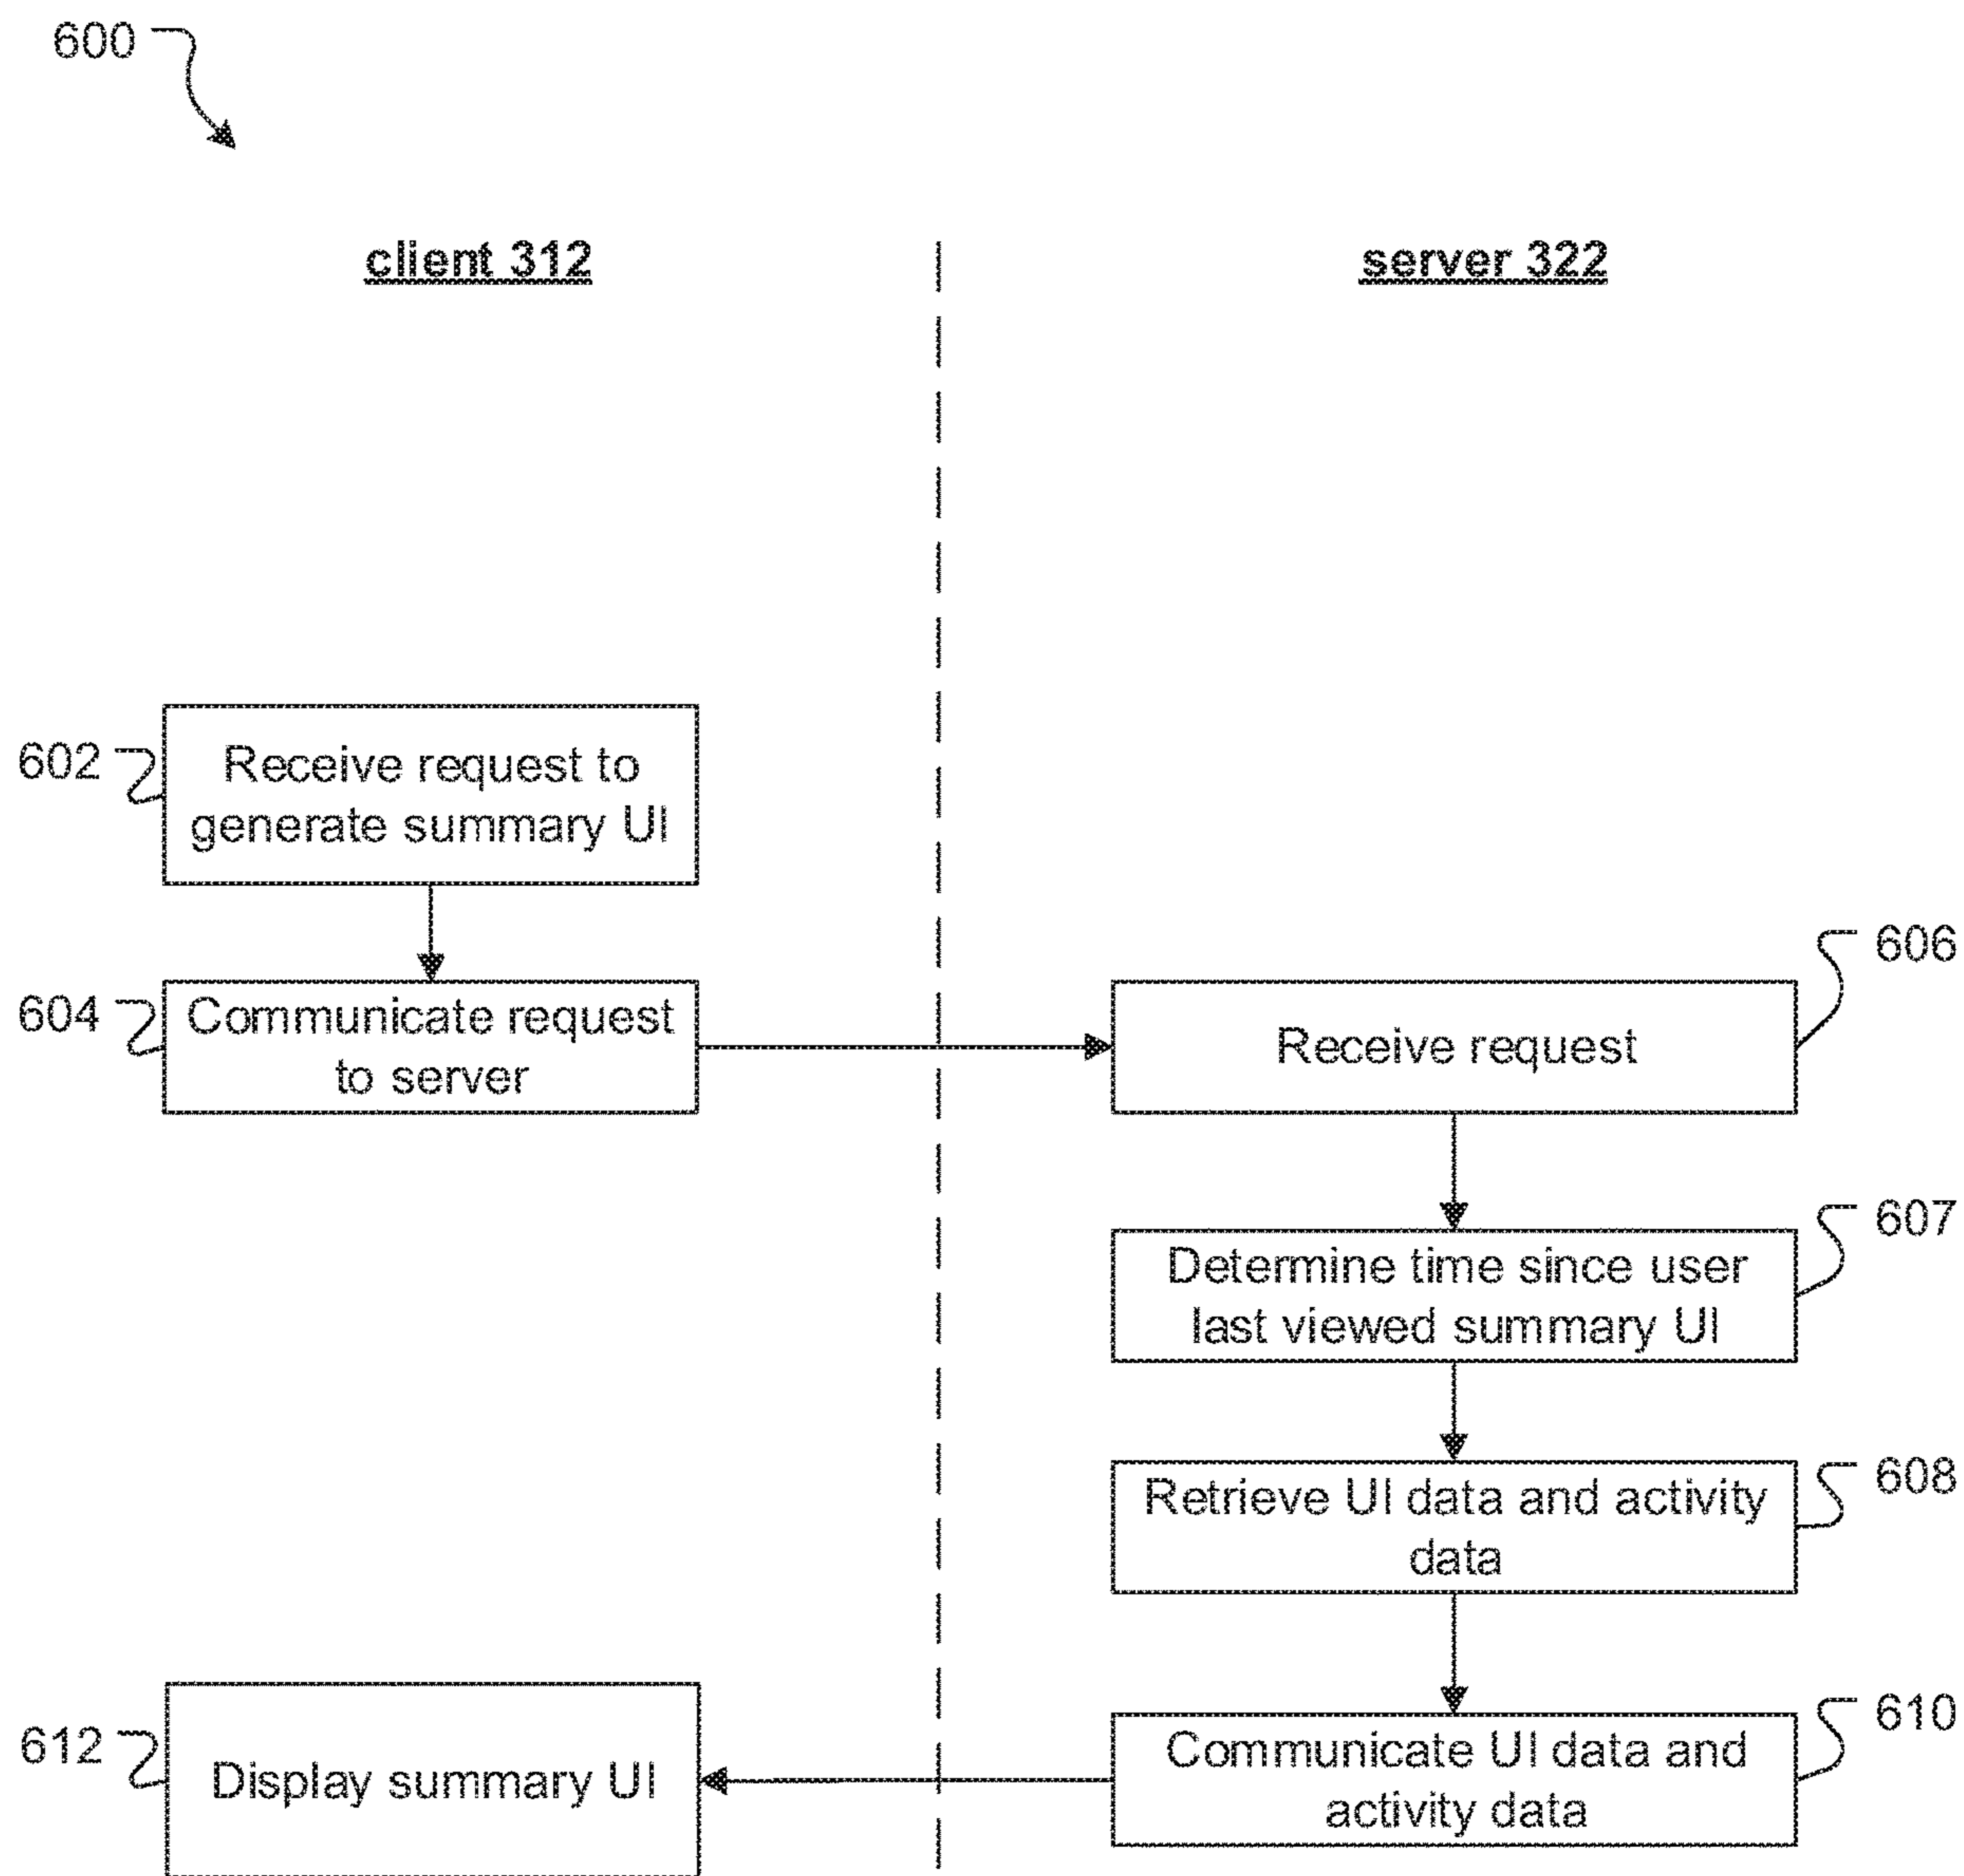 600
client 312
server 322
602
Receive request to
generate summary UI
604
Communicate request
to server
606
Receive request
607
Determine time since user
last viewed summary UI
608
Retrieve UI data and activity
data
610
Communicate UI data and
activity data
612
Display summary UI